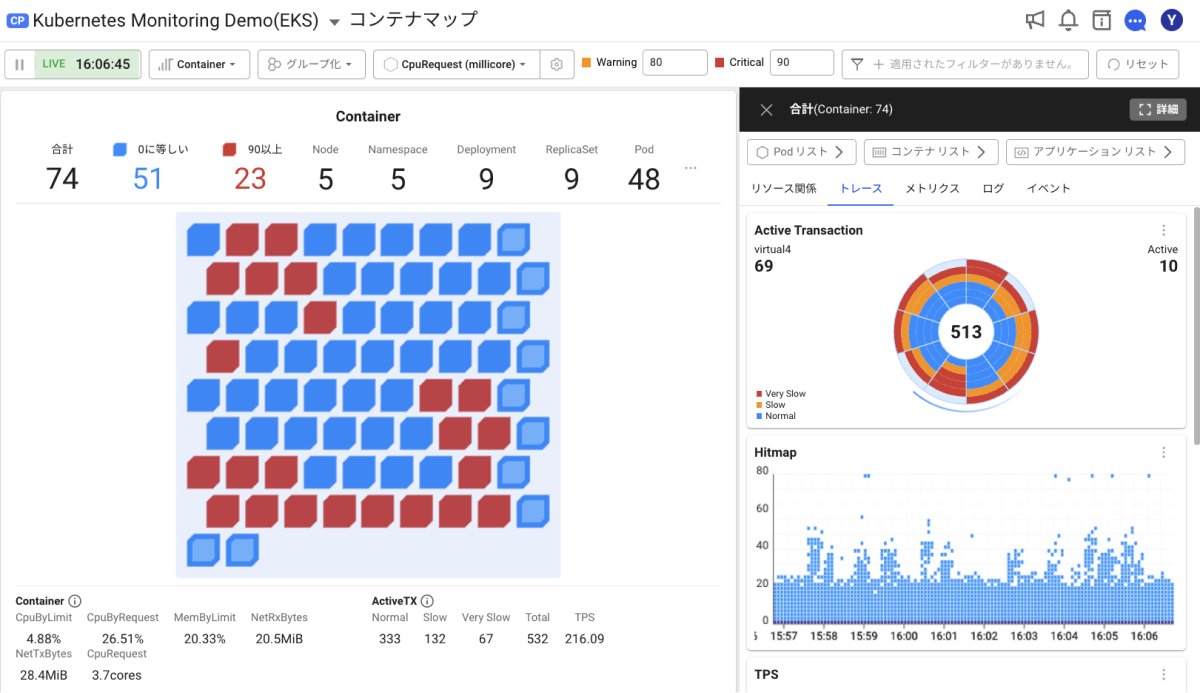 CP Kubernetes Monitoring Demo(EKS) コンテナマップ
Y
LIVE 16:06:45 Container グループ化 CpuRequest (millicore) Warning 80 Critical 90 適用されたフィルターがありません。 リセット
Container
合計 0に等しい 90以上 Node Namespace Deployment ReplicaSet Pod
74 51 23 5 5 9 9 48 ...
Container ActiveTX
CpuByLimit CpuByRequest MemByLimit NetRxBytes Normal Slow Very Slow Total TPS
4.88% 26.51% 20.33% 20.5MiB 333 132 67 532 216.09
NetTxBytes CpuRequest
28.4MiB 3.7cores
合計(Container: 74) 詳細
Pod リスト コンテナ リスト アプリケーション リスト
リソース関係 トレース メトリクス ログ イベント
Active Transaction
virtual4 Active
69 10
513
Very Slow
Slow
Normal
Hitmap
80
60
40
20
0
15:57 15:58 15:59 16:00 16:01 16:02 16:03 16:04 16:05 16:06
TPS